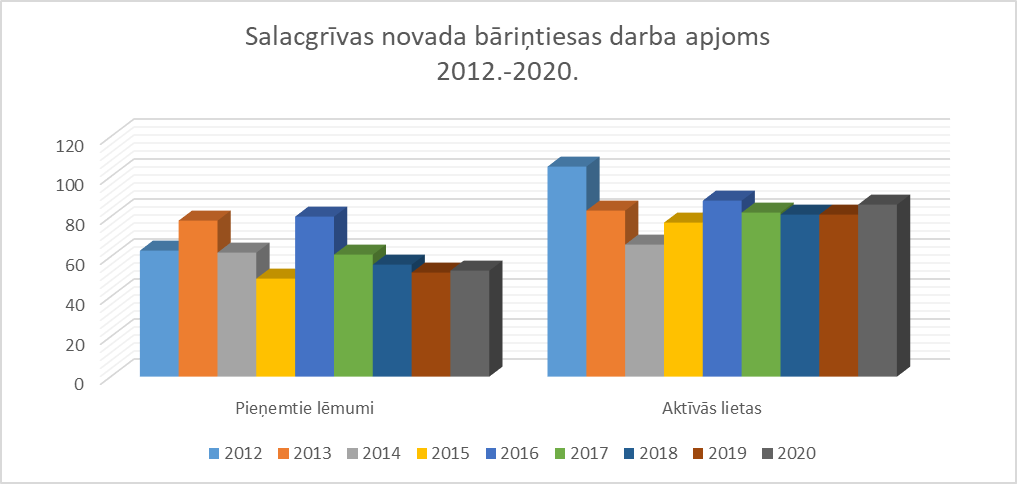 Salacgrīvas novada bāriņtiesas darba apjoms
2012.-2020.
120
100
80
60
40
20
0
Pieņemtie lēmumi
Aktīvās lietas
2012 2013 2014 2015 2016 2017 2018 2019 2020